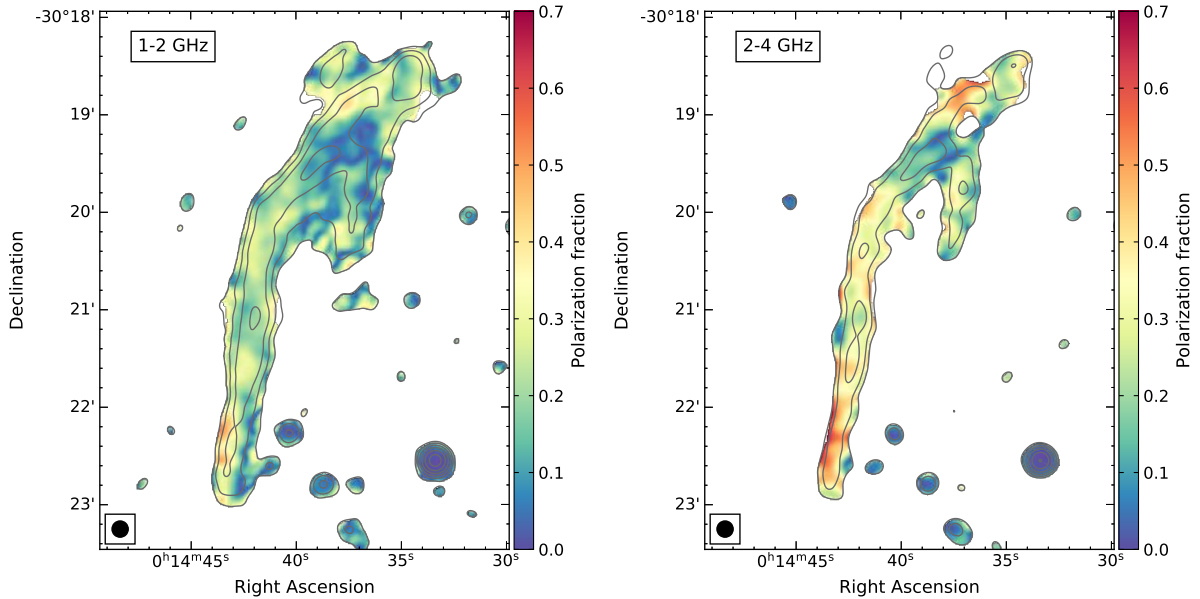 1-2 GHz
-30°18'
19'
20'
21'
22'
23'
Declination
0ʰ14ᵐ45ˢ
40ˢ
35ˢ
30ˢ
Right Ascension
0.7
0.6
0.5
0.4
0.3
0.2
0.1
0.0
Polarization fraction
2-4 GHz
-30°18'
19'
20'
21'
22'
23'
Declination
0ʰ14ᵐ45ˢ
40ˢ
35ˢ
30ˢ
Right Ascension
0.7
0.6
0.5
0.4
0.3
0.2
0.1
0.0
Polarization fraction